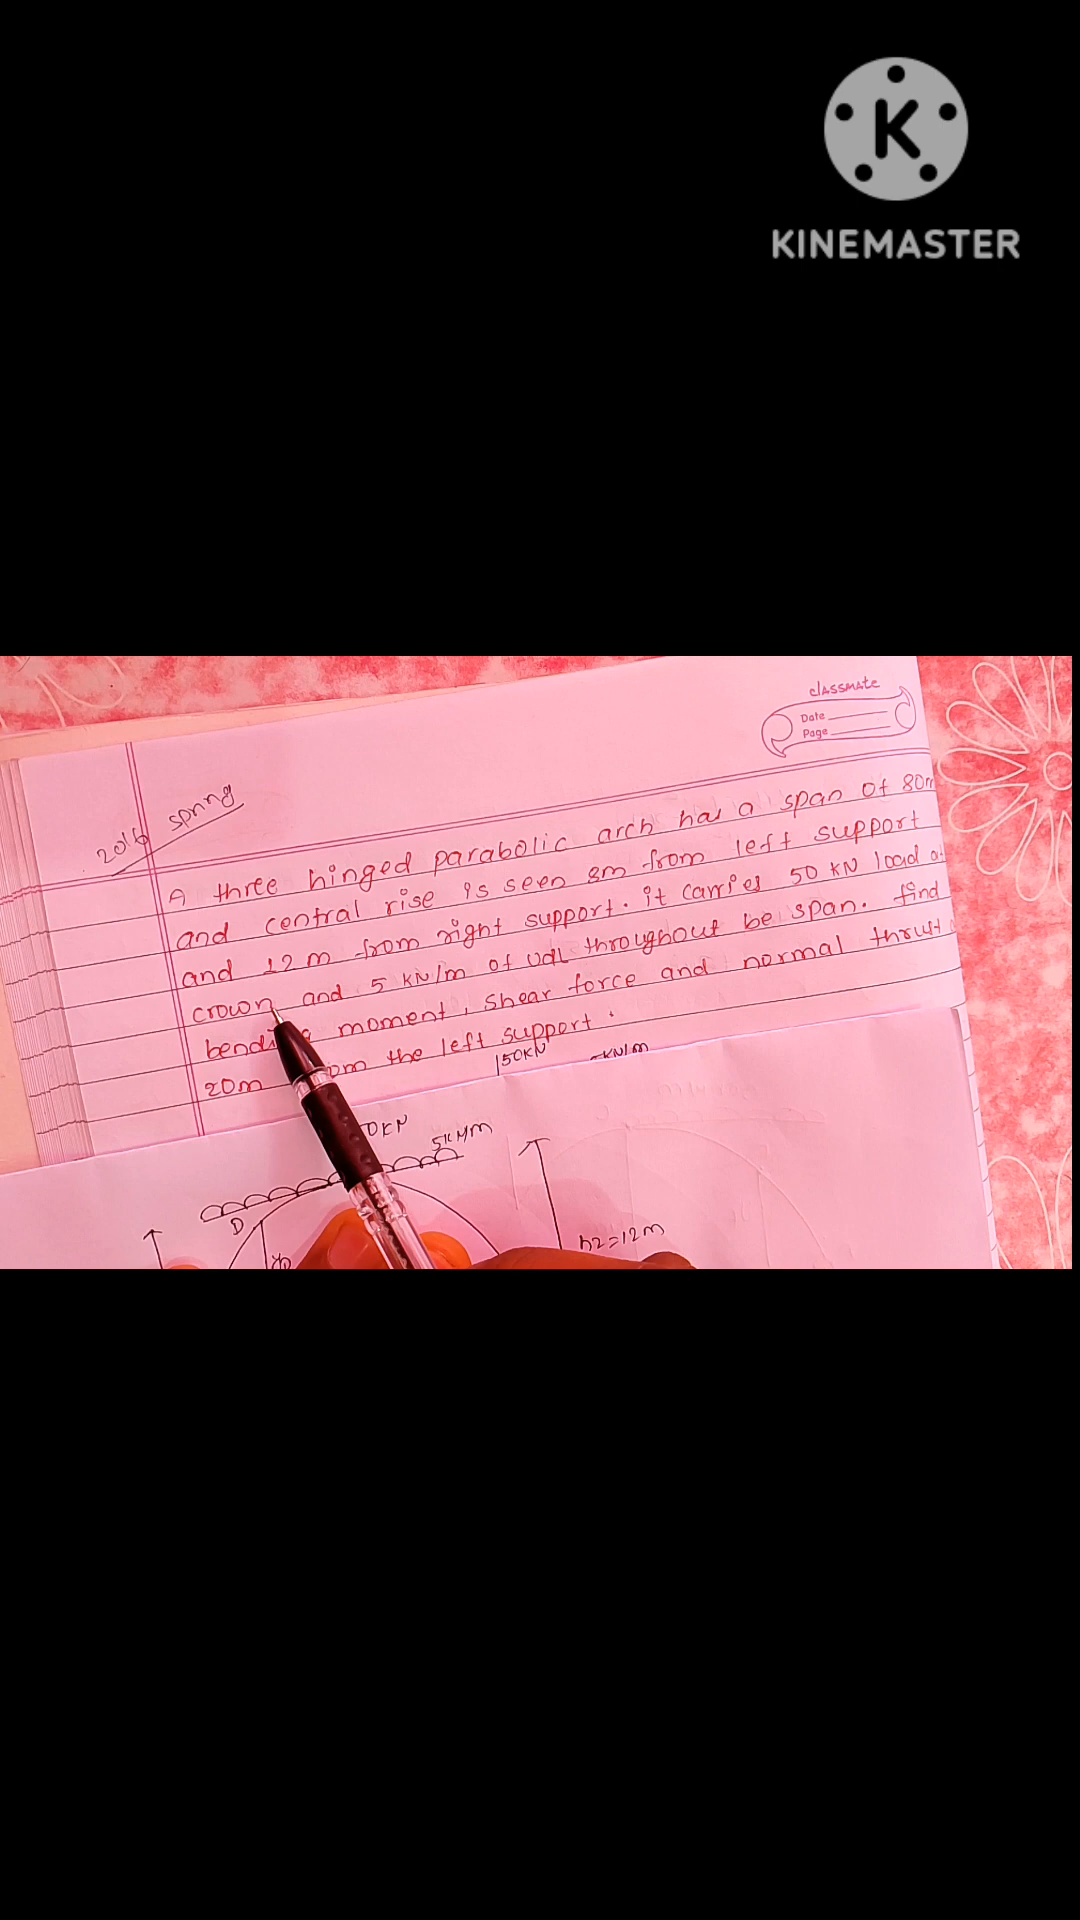 K
KINEMASTER
classmate
Date
Page
2016 spring
A three hinged parabolic arch has a span of 80m
and central rise is seen 8m from left support
and 12 m from right support. it carries 50 KN load at
crown and 5 KN/m of udl throughout be span. find
moment, shear force and normal thrust
20m the left support.
150KN KN/m
0KN
5KN/m
D
h2=12m